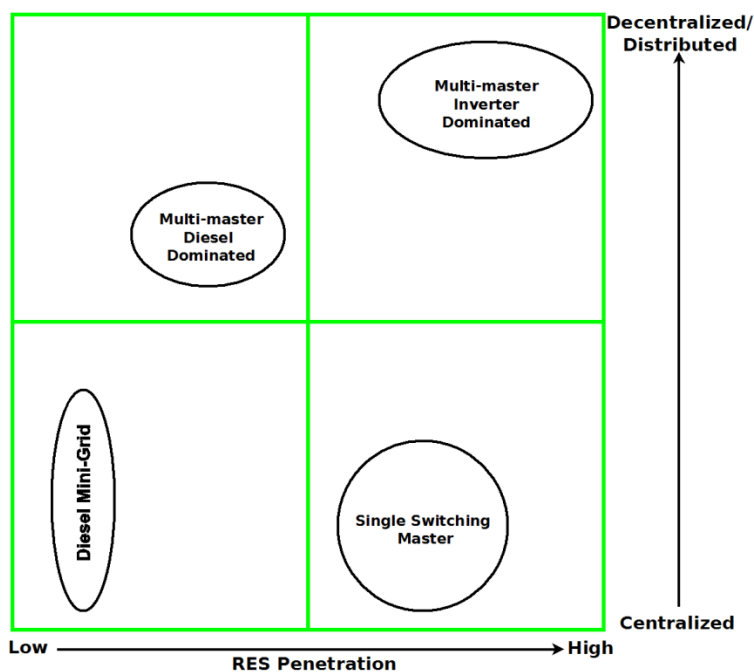 Decentralized/
Distributed
Multi-master
Inverter
Dominated
Multi-master
Diesel
Dominated
Diesel Mini-Grid
Single Switching
Master
Centralized
Low
High
RES Penetration